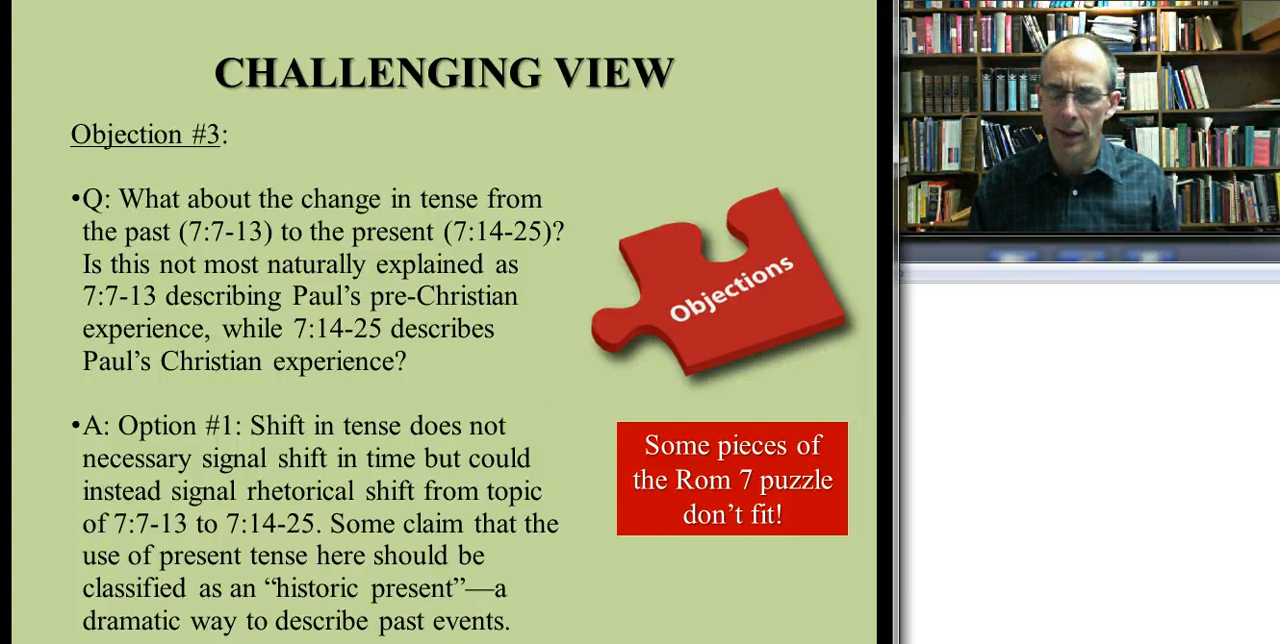 CHALLENGING VIEW
Objection #3:
•Q: What about the change in tense from
the past (7:7-13) to the present (7:14-25)?
Is this not most naturally explained as
7:7-13 describing Paul's pre-Christian
experience, while 7:14-25 describes
Paul's Christian experience?
•A: Option #1: Shift in tense does not
necessary signal shift in time but could
instead signal rhetorical shift from topic
of 7:7-13 to 7:14-25. Some claim that the
use of present tense here should be
classified as an “historic present”—a
dramatic way to describe past events.
Objections
Some pieces of
the Rom 7 puzzle
don't fit!